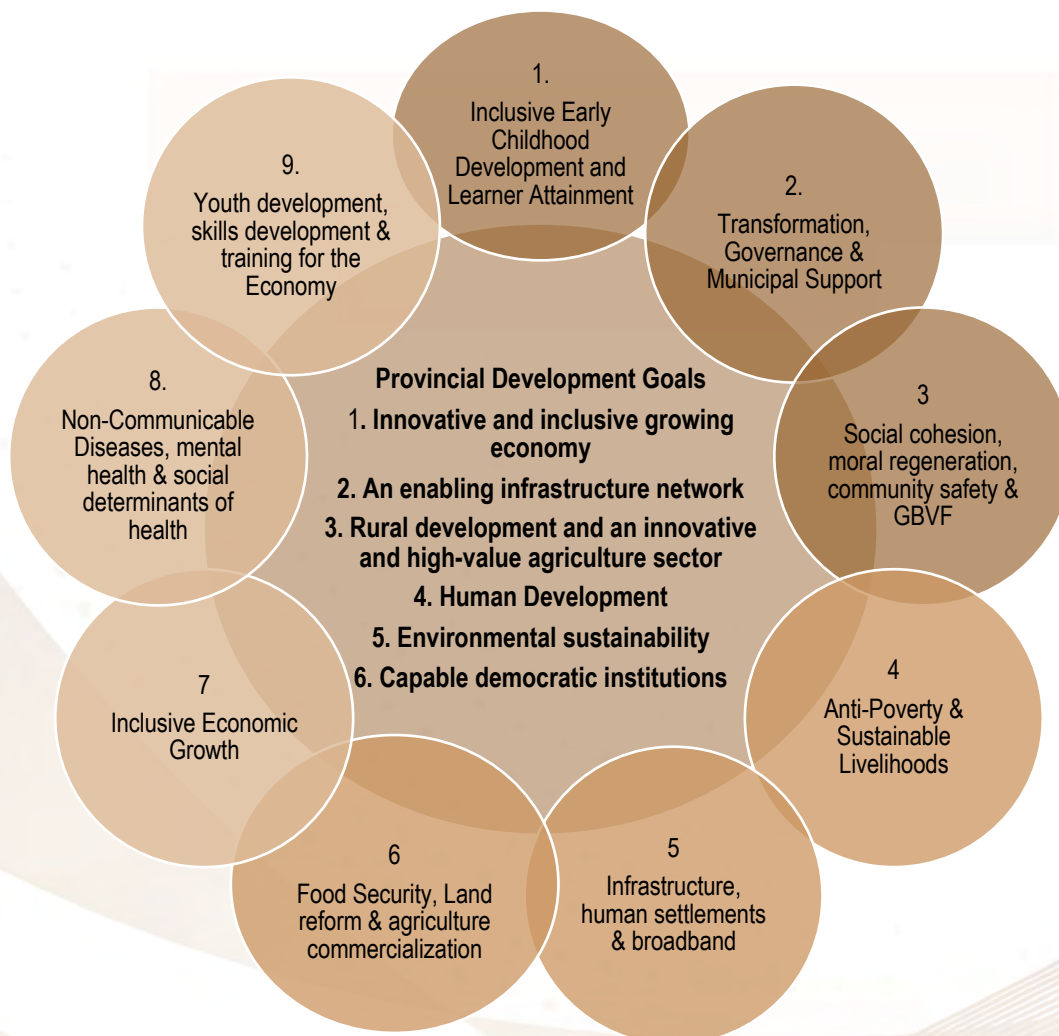 1.
Inclusive Early
Childhood
Development and
Learner Attainment
2.
Transformation,
Governance &
Municipal Support
3
Social cohesion,
moral regeneration,
community safety &
GBVF
4
Anti-Poverty &
Sustainable
Livelihoods
5
Infrastructure,
human settlements
& broadband
6
Food Security, Land
reform & agriculture
commercialization
7
Inclusive Economic
Growth
8.
Non-Communicable
Diseases, mental
health & social
determinants of
health
9.
Youth development,
skills development &
training for the
Economy
Provincial Development Goals
1. Innovative and inclusive growing
economy
2. An enabling infrastructure network
3. Rural development and an innovative
and high-value agriculture sector
4. Human Development
5. Environmental sustainability
6. Capable democratic institutions